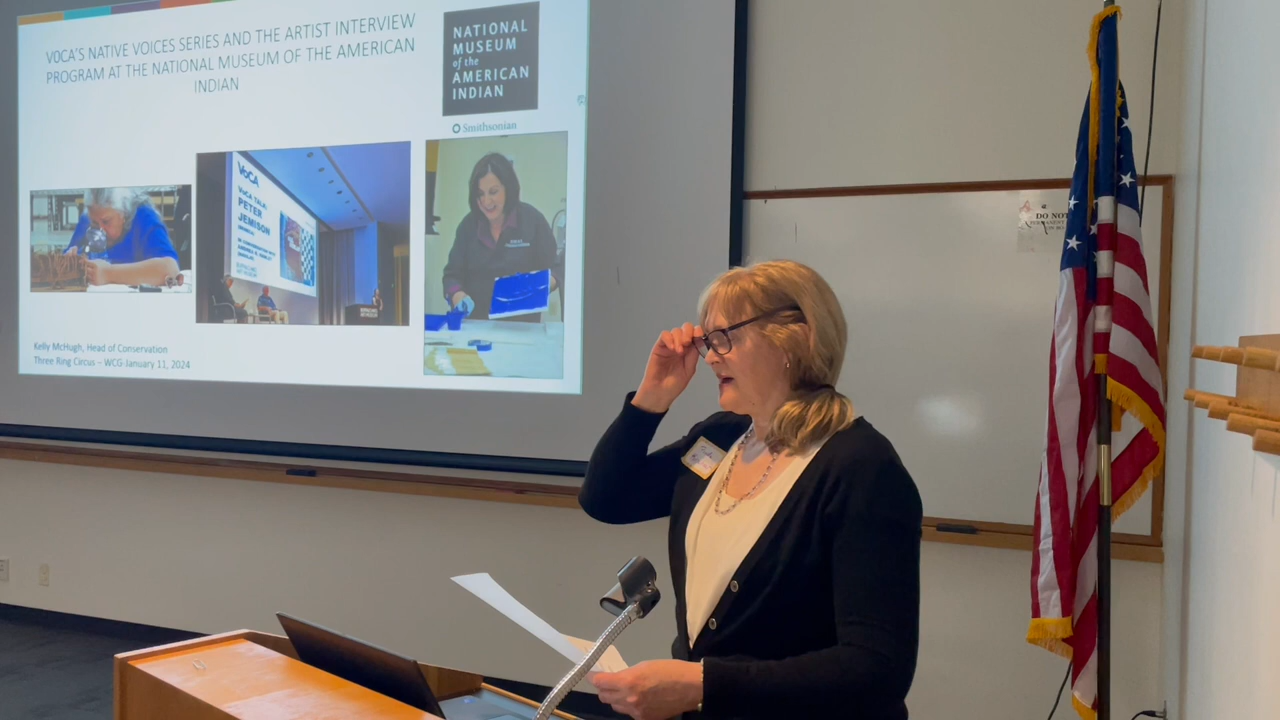 VOCA'S NATIVE VOICES SERIES AND THE ARTIST INTERVIEW
PROGRAM AT THE NATIONAL MUSEUM OF THE AMERICAN
INDIAN
NATIONAL
MUSEUM
of the
AMERICAN
INDIAN
Smithsonian
VoCA
VoCA TALK:
PETER
JEMISON
Kelly McHugh, Head of Conservation
Three Ring Circus – WCG-January 11, 2024
DO NOT